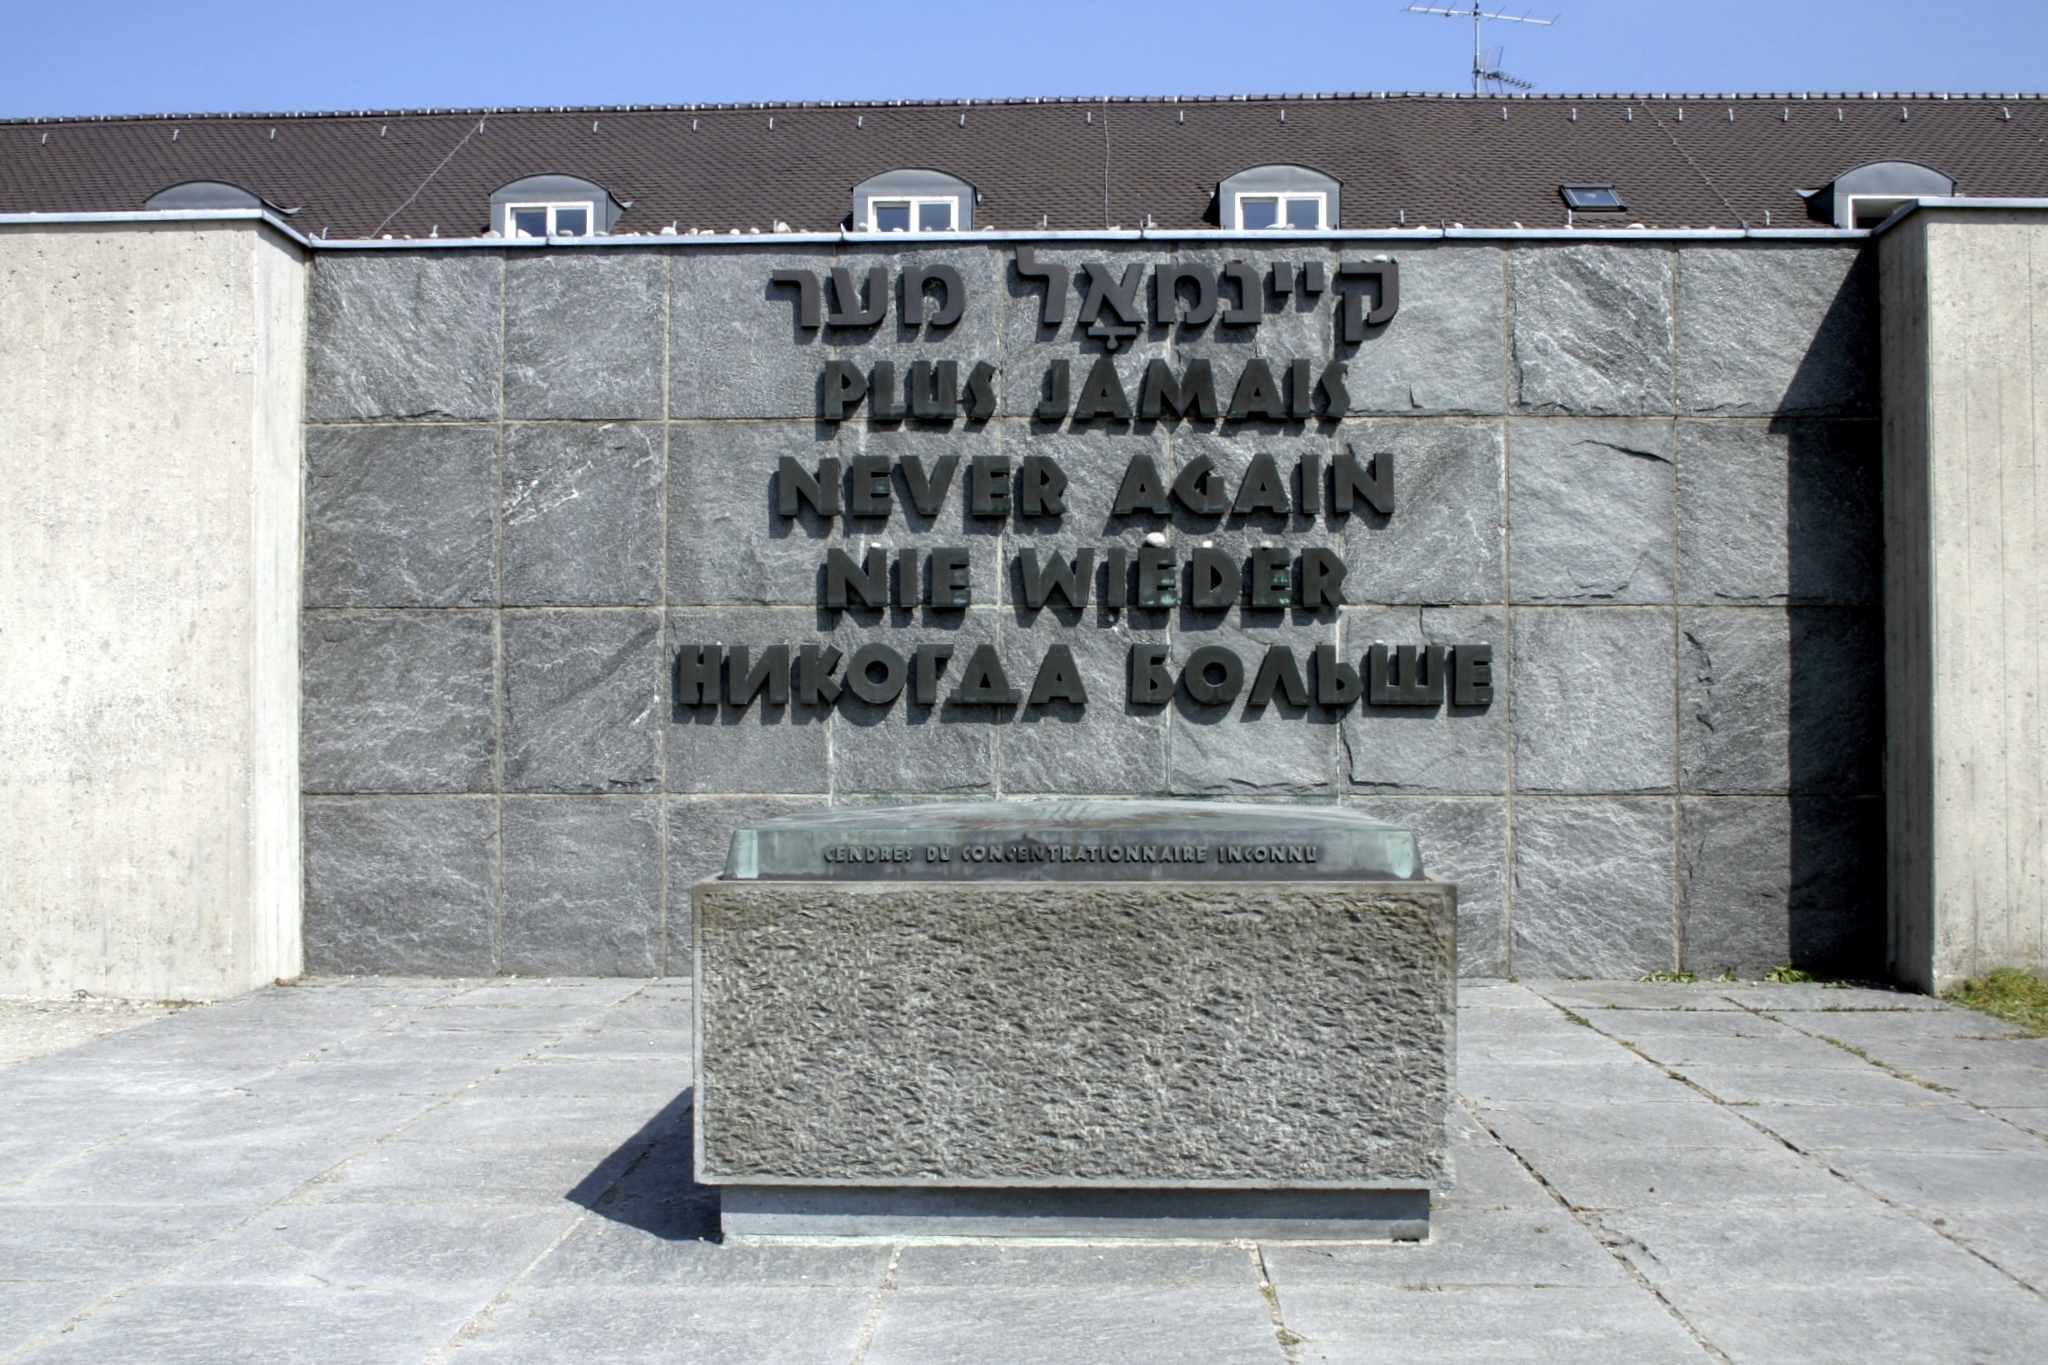 קיינמאָל מער
PLUS JAMAIS
NEVER AGAIN
NIE WIEDER
НИКОГДА БОЛЬШЕ
CENDRES DU CONCENTRATIONNAIRE INCONNU